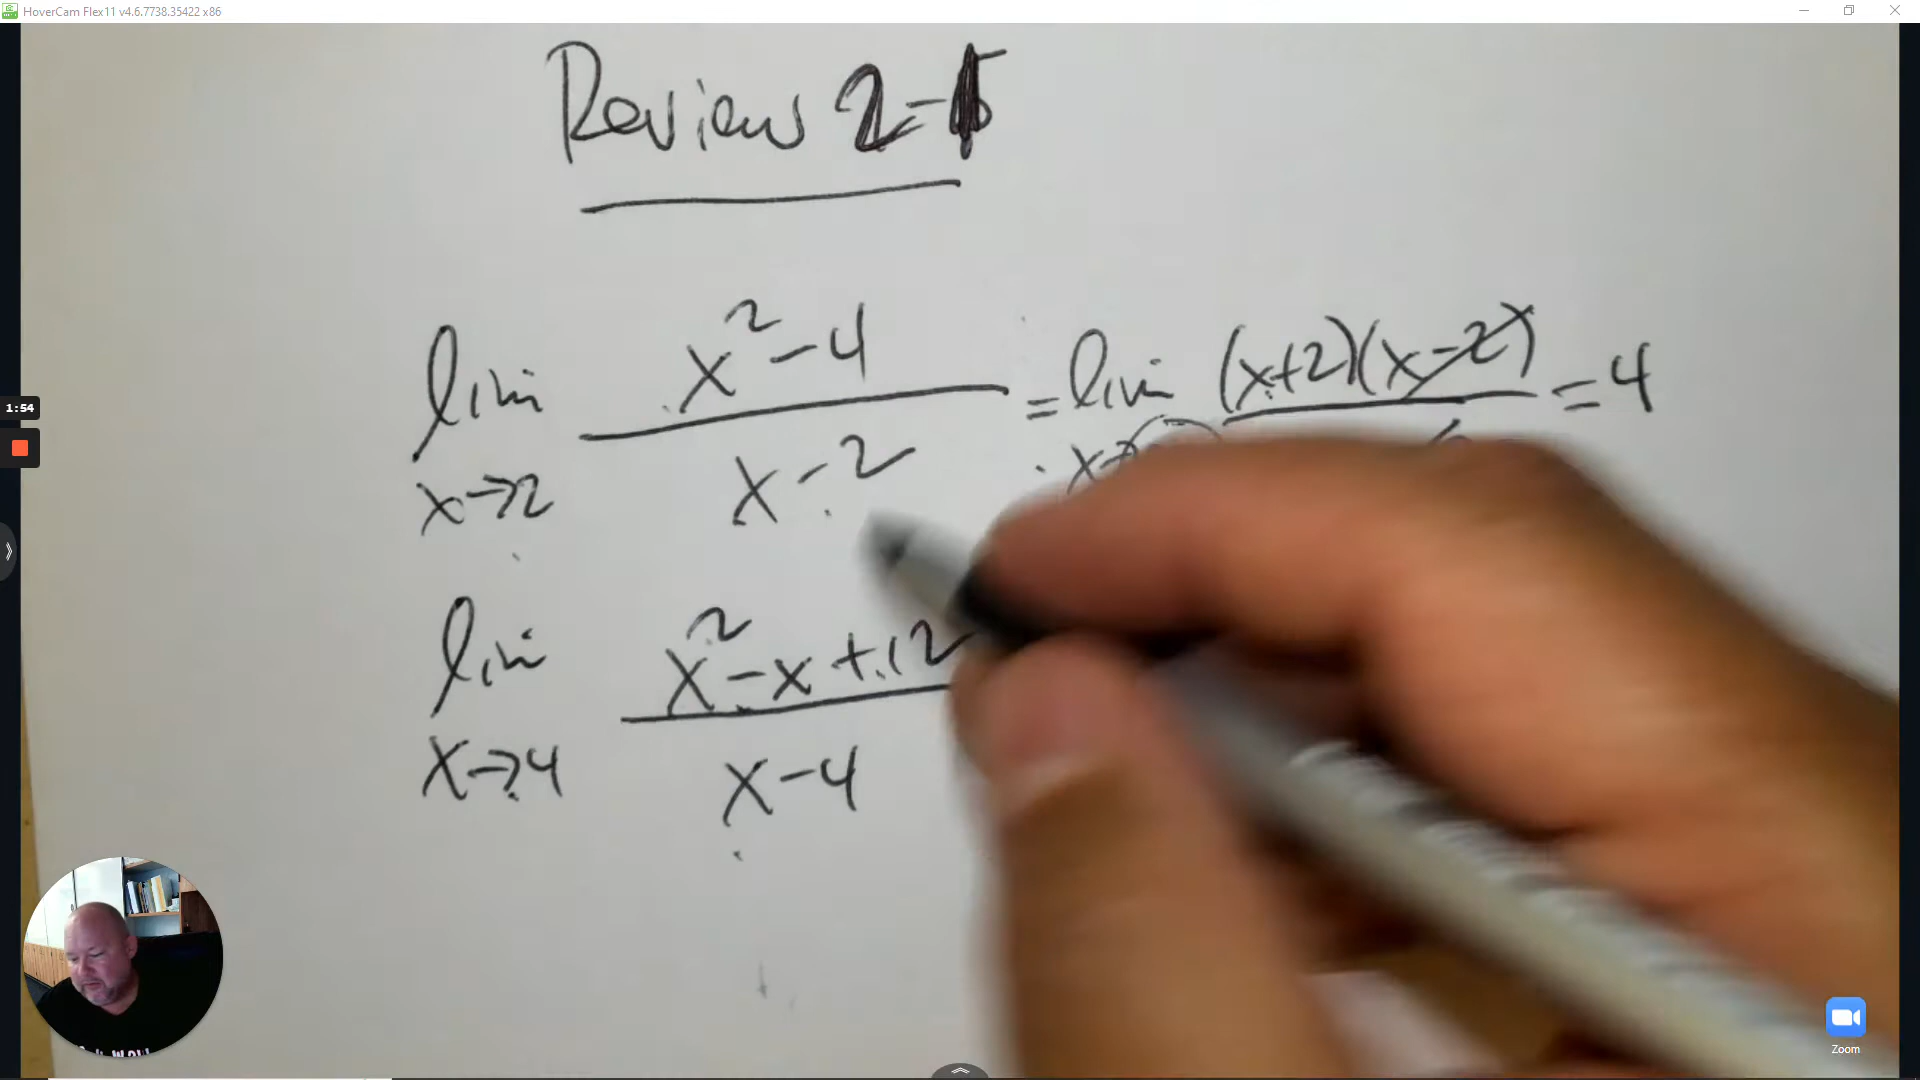 HoverCam Flex11 v4.6.7738.35422 x86
Review 2-1
lim x→2 x²-4 / x-2 = lim (x+2)(x-2) = 4
1:54
lim x→4 x²-x+12 / x-4
Zoom